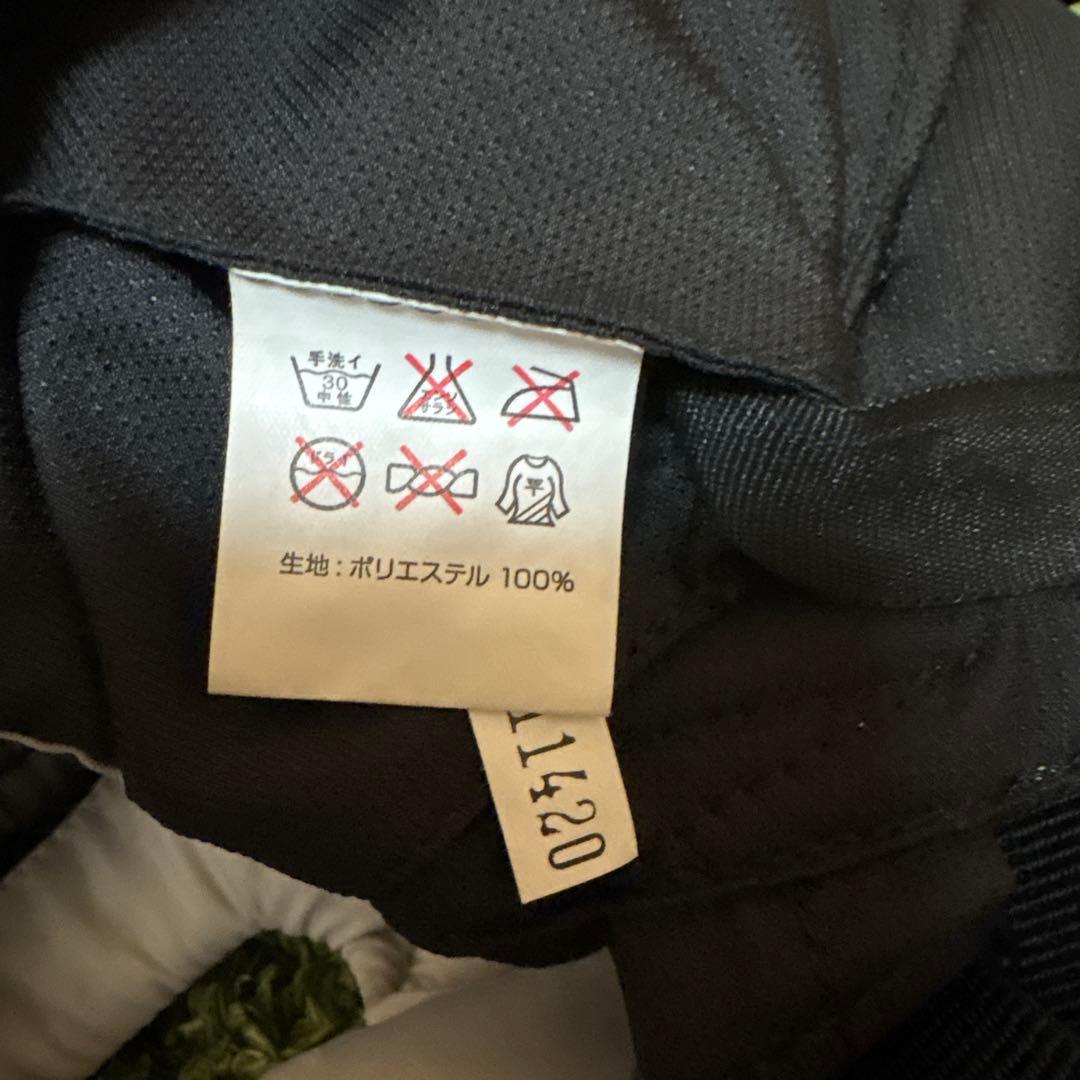 手洗イ
30
中性
エンソ
サラシ
ドライ
平
生地：ポリエステル 100%
02411